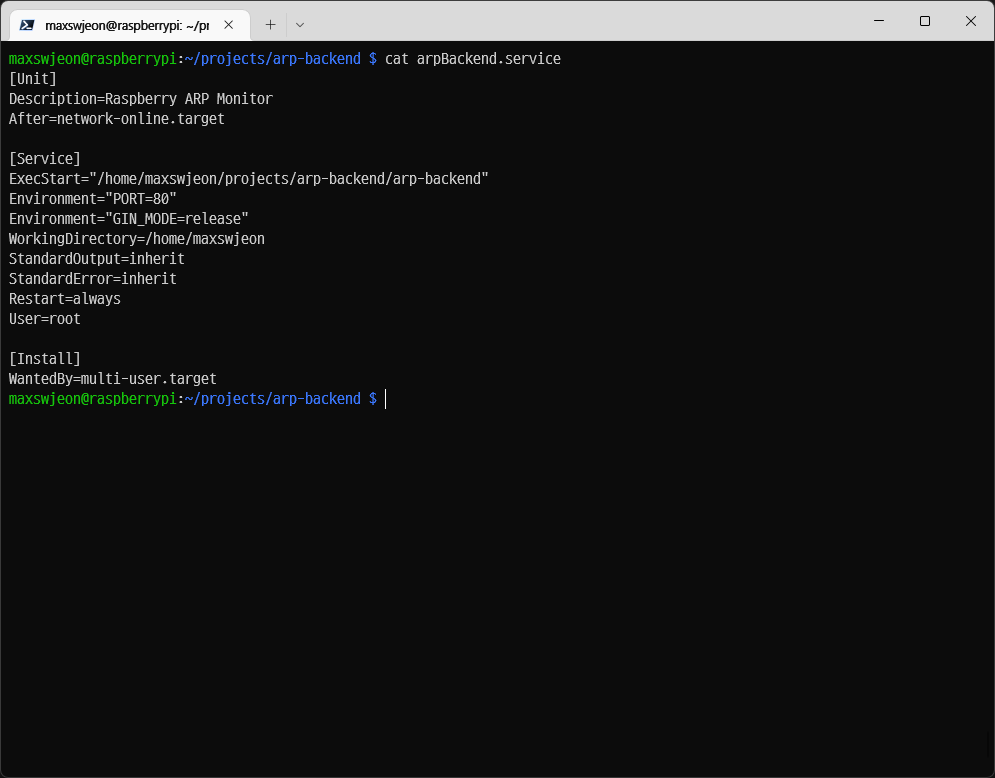 maxswjeon@raspberrypi: ~/pr
maxswjeon@raspberrypi:~/projects/arp-backend $ cat arpBackend.service
[Unit]
Description=Raspberry ARP Monitor
After=network-online.target

[Service]
ExecStart="/home/maxswjeon/projects/arp-backend/arp-backend"
Environment="PORT=80"
Environment="GIN_MODE=release"
WorkingDirectory=/home/maxswjeon
StandardOutput=inherit
StandardError=inherit
Restart=always
User=root

[Install]
WantedBy=multi-user.target
maxswjeon@raspberrypi:~/projects/arp-backend $